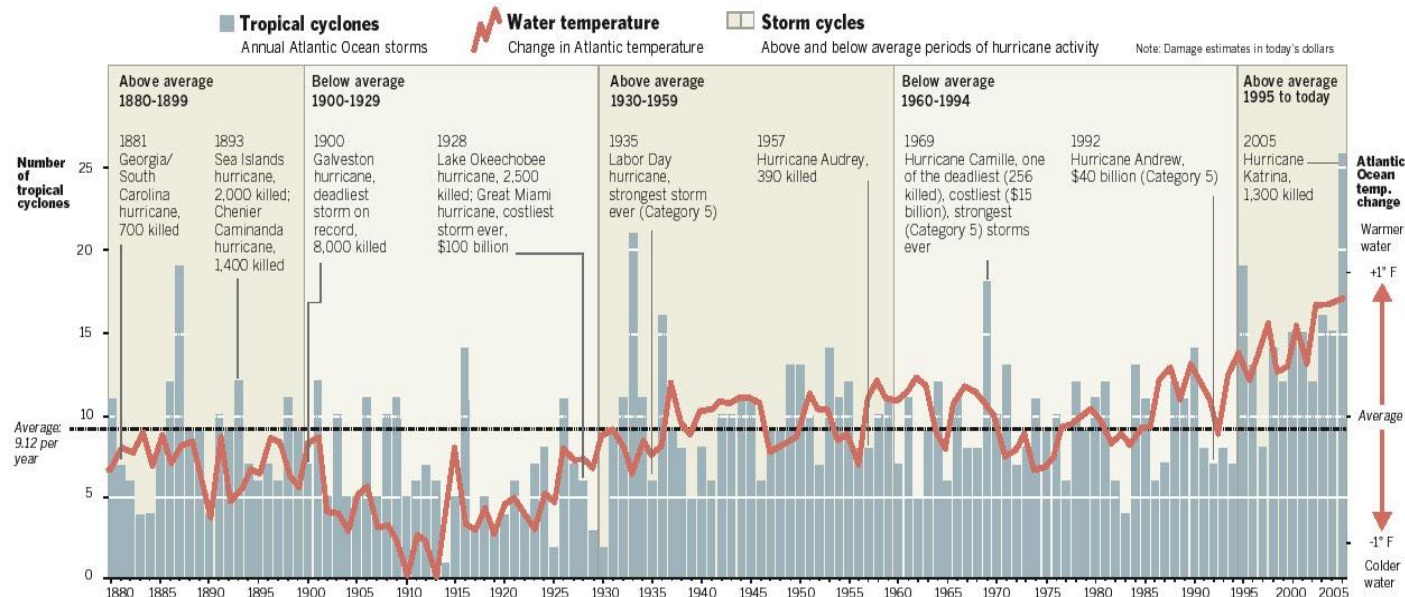 Tropical cyclones
Annual Atlantic Ocean storms
Water temperature
Change in Atlantic temperature
Storm cycles
Above and below average periods of hurricane activity
Note: Damage estimates in today's dollars
Above average
1880-1899
Below average
1900-1929
Above average
1930-1959
Below average
1960-1994
Above average
1995 to today
1881
Georgia/
South
Carolina
hurricane,
700 killed
1893
Sea Islands
hurricane,
2,000 killed;
Chenier
Caminanda
hurricane,
1,400 killed
1900
Galveston
hurricane,
deadliest
storm on
record,
8,000 killed
1928
Lake Okeechobee
hurricane, 2,500
killed; Great Miami
hurricane, costliest
storm ever,
$100 billion
1935
Labor Day
hurricane,
strongest storm
ever (Category 5)
1957
Hurricane Audrey,
390 killed
1969
Hurricane Camille, one
of the deadliest (256
killed), costliest ($15
billion), strongest
(Category 5) storms
ever
1992
Hurricane Andrew,
$40 billion (Category 5)
2005
Hurricane
Katrina,
1,300 killed
Number
of
tropical
cyclones
25
20
15
10
5
0
Average:
9.12 per
year
Atlantic
Ocean
temp.
change
Warmer
water
+1° F
Average
-1° F
Colder
water
1880 1885 1890 1895 1900 1905 1910 1915 1920 1925 1930 1935 1940 1945 1950 1955 1960 1965 1970 1975 1980 1985 1990 1995 2000 2005